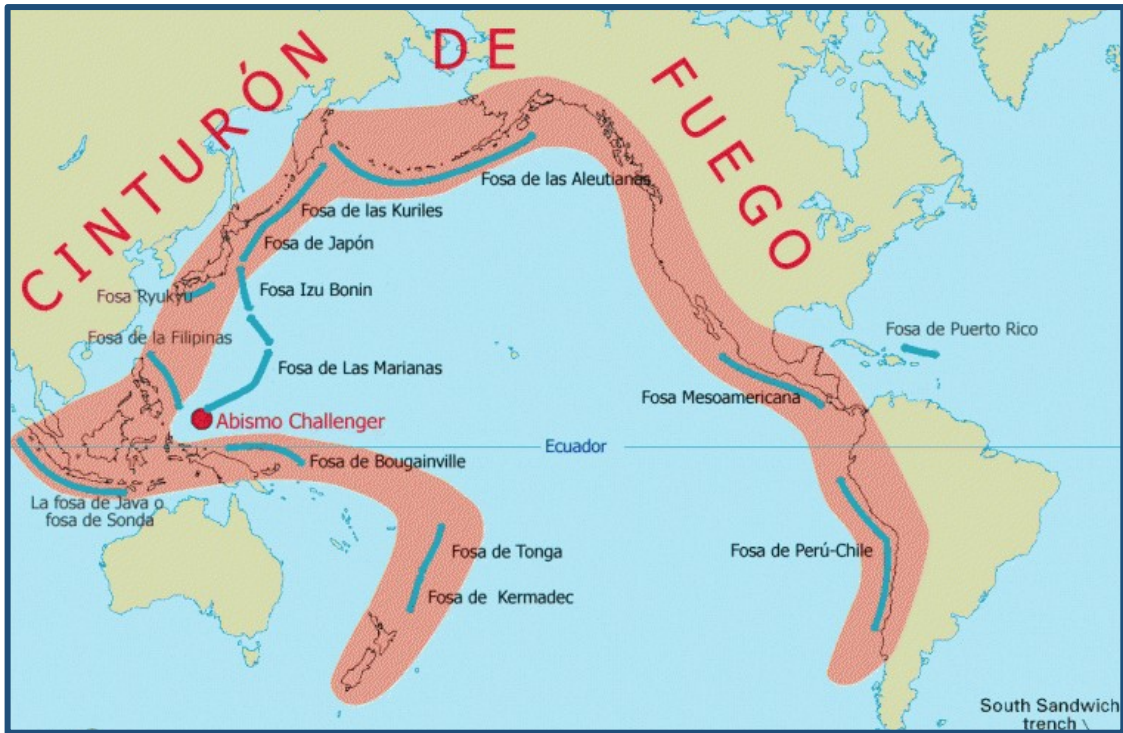 CINTURÓN DE FUEGO
Fosa de las Aleutianas
Fosa de las Kuriles
Fosa de Japón
Fosa Ryukyu
Fosa Izu Bonin
Fosa de la Filipinas
Fosa de Puerto Rico
Fosa de Las Marianas
Fosa Mesoamericana
Abismo Challenger
Ecuador
Fosa de Bougainville
La fosa de Java o
fosa de Sonda
Fosa de Tonga
Fosa de Perú-Chile
Fosa de Kermadec
South Sandwich
trench \